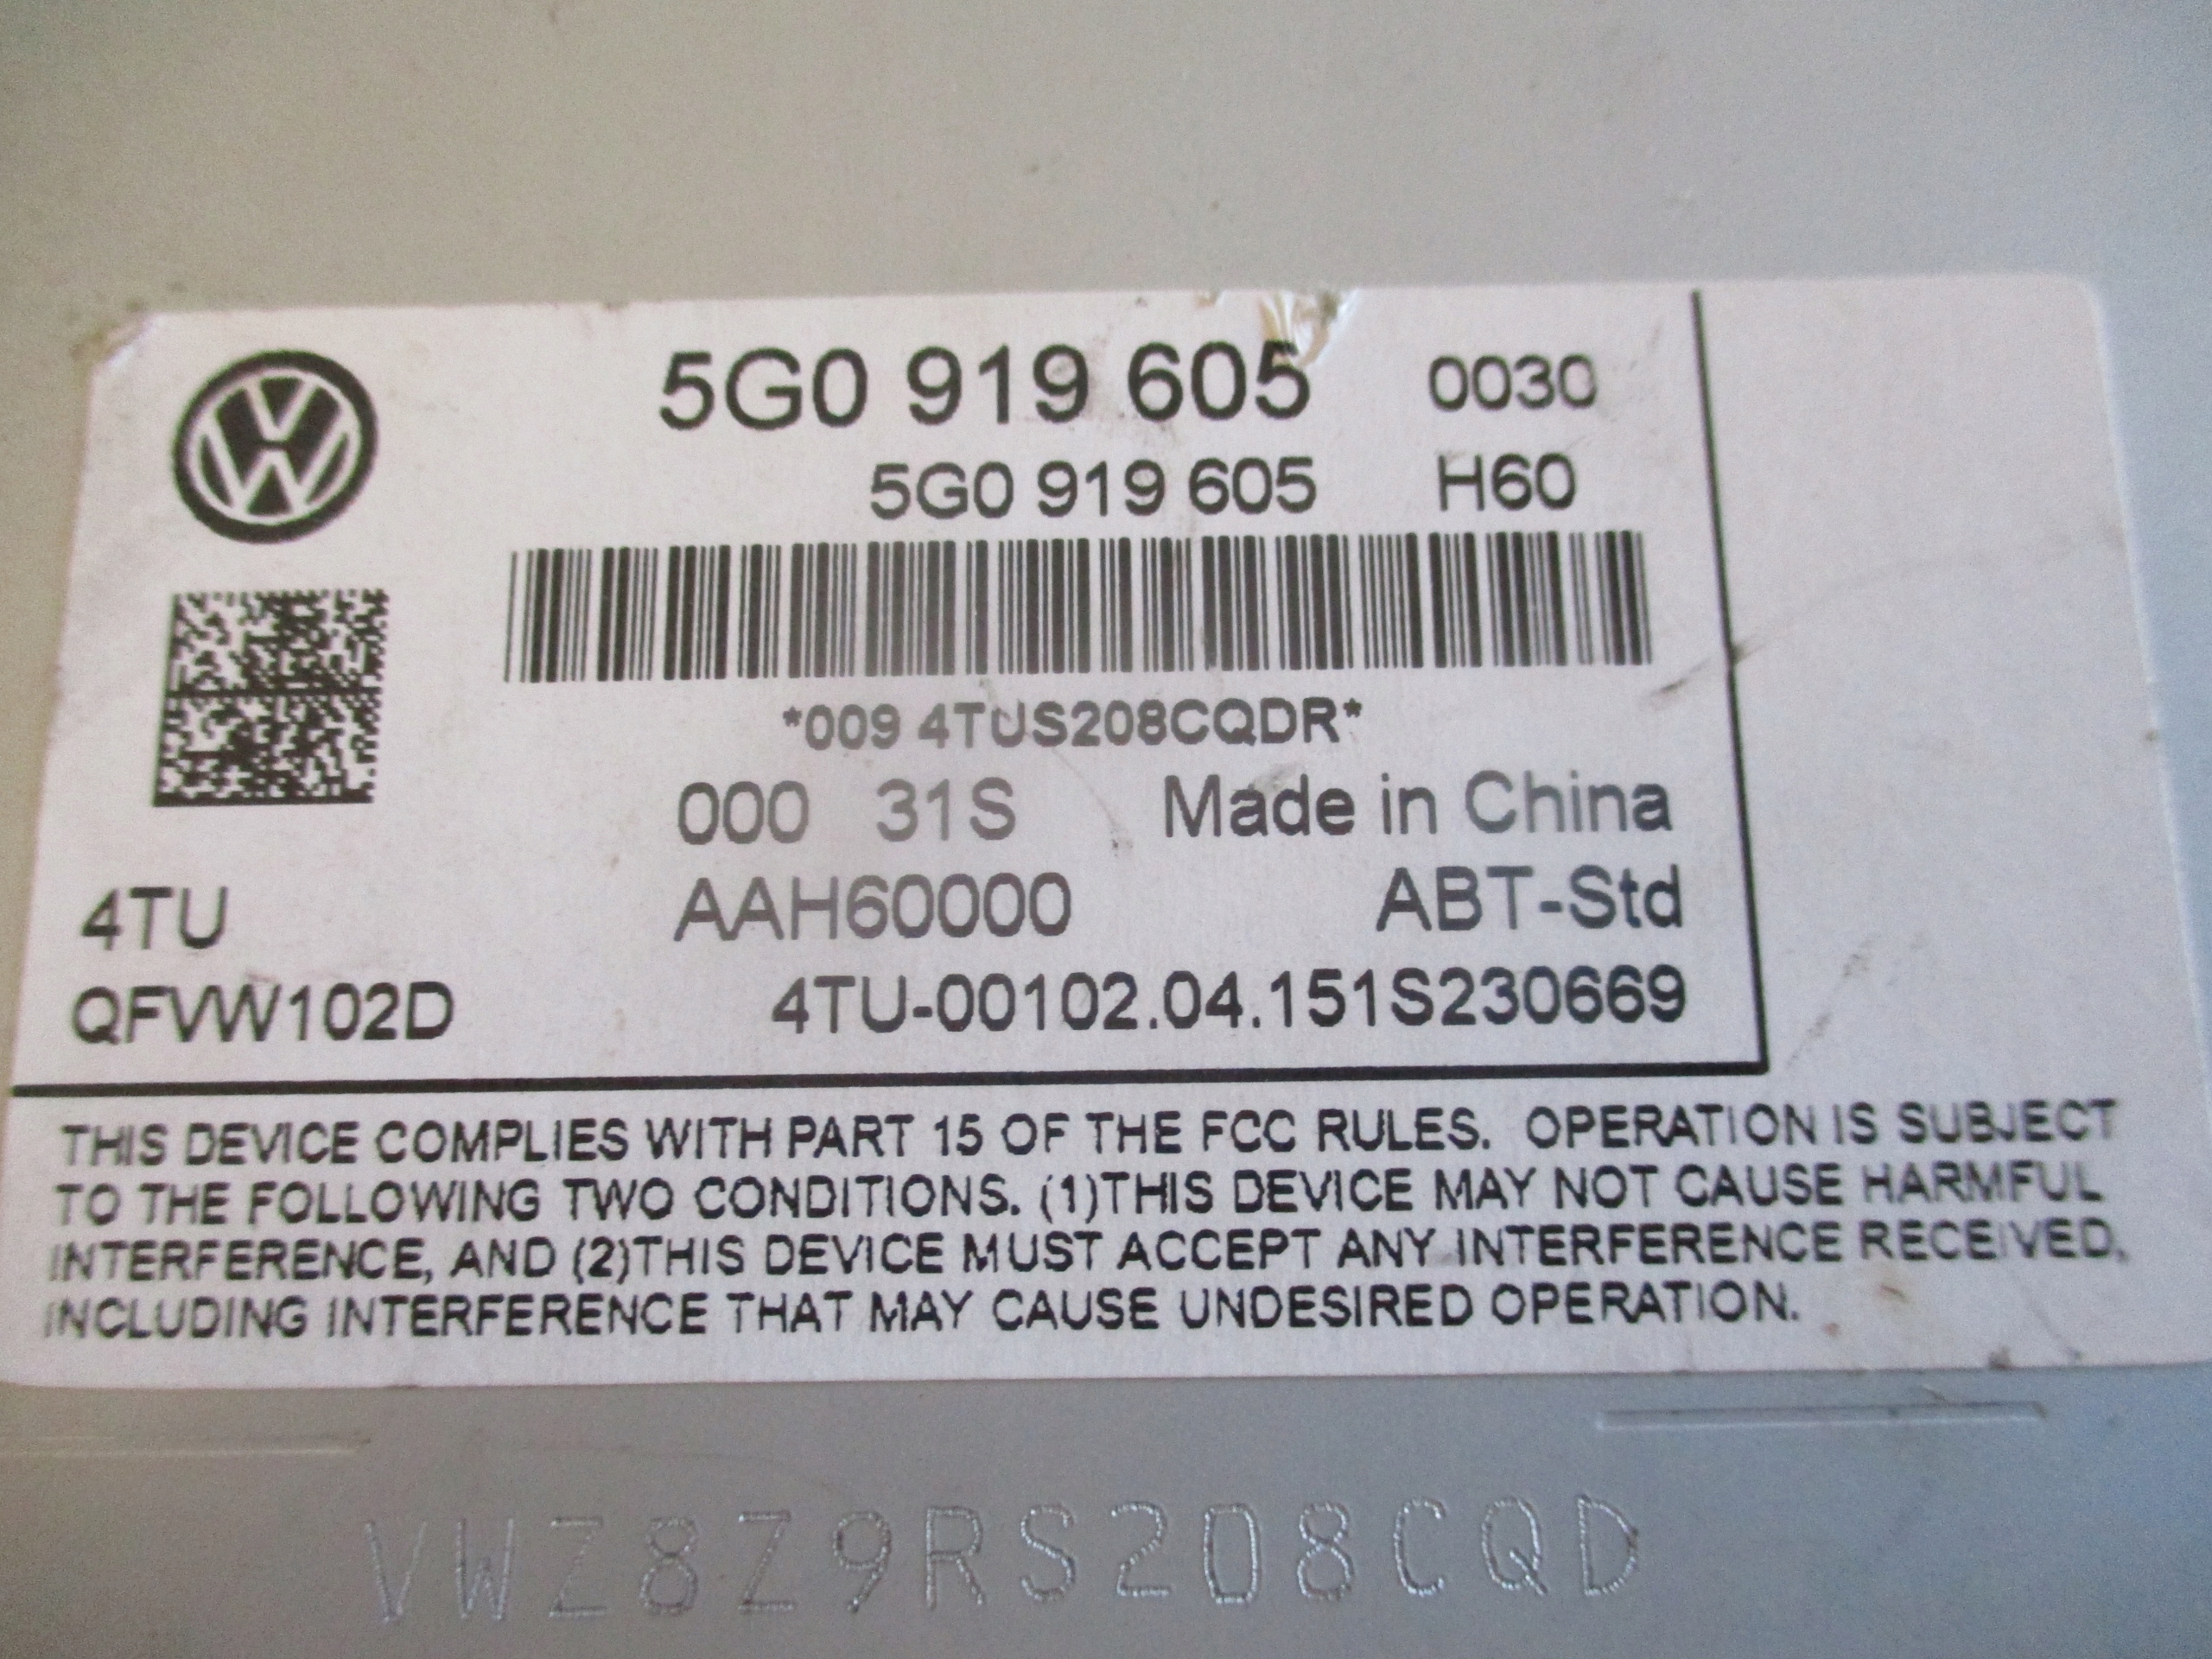 5G0 919 605 0030
5G0 919 605 H60
*009 4TUS208CQDR*
000 31S Made in China
4TU AAH60000 ABT-Std
QFVW102D 4TU-00102.04.151S230669
THIS DEVICE COMPLIES WITH PART 15 OF THE FCC RULES. OPERATION IS SUBJECT
TO THE FOLLOWING TWO CONDITIONS. (1)THIS DEVICE MAY NOT CAUSE HARMFUL
INTERFERENCE, AND (2)THIS DEVICE MUST ACCEPT ANY INTERFERENCE RECEIVED,
INCLUDING INTERFERENCE THAT MAY CAUSE UNDESIRED OPERATION.
VWZ8Z9RS208CQD